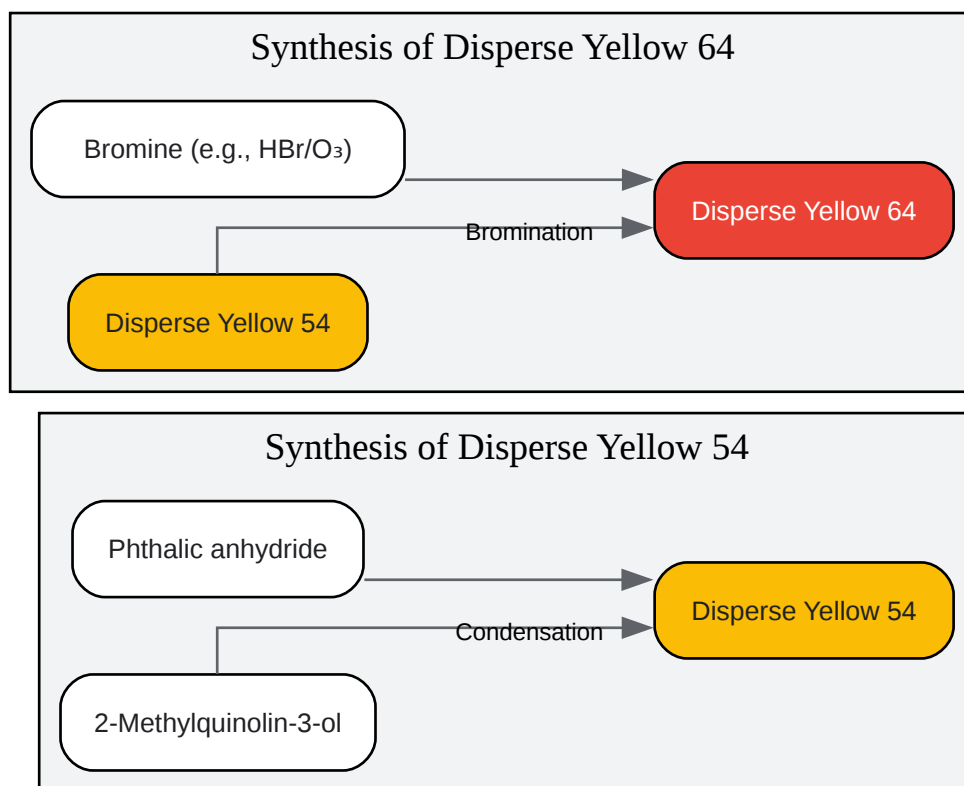 Synthesis of Disperse Yellow 64
Bromine (e.g., HBr/O₃)
Disperse Yellow 64
Bromination
Disperse Yellow 54
Synthesis of Disperse Yellow 54
Phthalic anhydride
Disperse Yellow 54
Condensation
2-Methylquinolin-3-ol